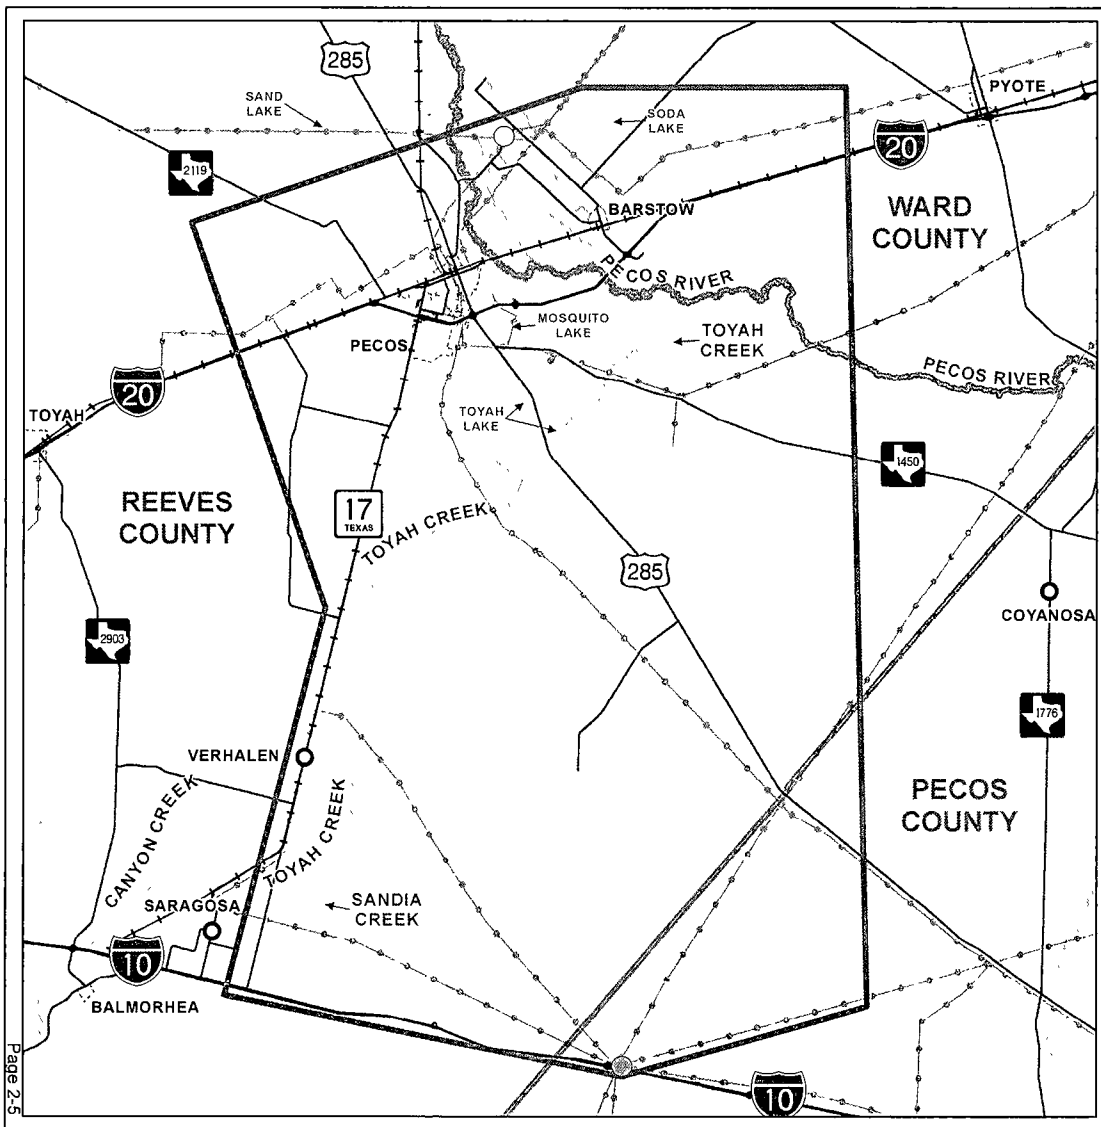 285
SAND
LAKE
SODA
LAKE
PYOTE
20
2119
BARSTOW
WARD
COUNTY
PECOS RIVER
MOSQUITO
LAKE
TOYAH
CREEK
PECOS
PECOS RIVER
20
TOYAH
TOYAH
LAKE
1450
REEVES
COUNTY
17
TEXAS
TOYAH CREEK
285
COYANOSA
2903
1776
VERHALEN
PECOS
COUNTY
CANYON CREEK
TOYAH CREEK
SARAGOSA
SANDIA
CREEK
10
BALMORHEA
10
Page 2-5